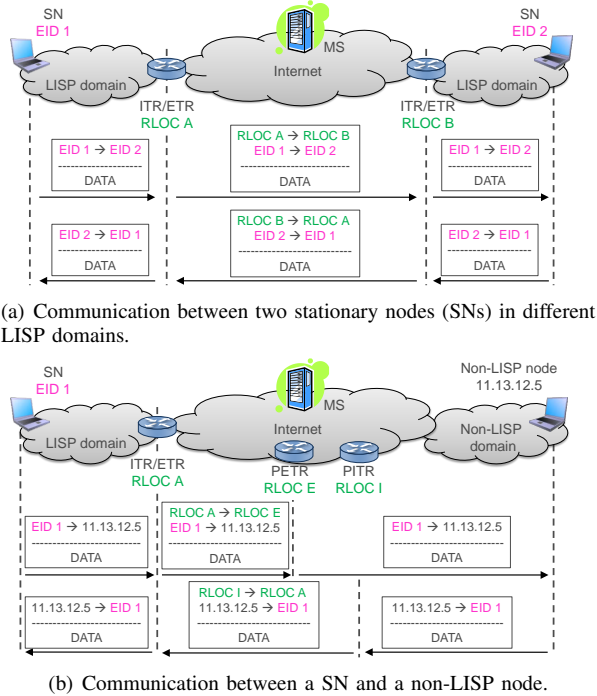 SN
EID 1
SN
EID 2
MS
Internet
LISP domain
LISP domain
ITR/ETR
RLOC A
ITR/ETR
RLOC B
EID 1 → EID 2
----------------------
DATA
RLOC A → RLOC B
EID 1 → EID 2
----------------------
DATA
EID 1 → EID 2
----------------------
DATA
EID 2 → EID 1
----------------------
DATA
RLOC B → RLOC A
EID 2 → EID 1
----------------------
DATA
EID 2 → EID 1
----------------------
DATA
(a) Communication between two stationary nodes (SNs) in different
LISP domains.
SN
EID 1
Non-LISP node
11.13.12.5
MS
Internet
LISP domain
Non-LISP
domain
ITR/ETR
RLOC A
PETR
RLOC E
PITR
RLOC I
EID 1 → 11.13.12.5
----------------------
DATA
RLOC A → RLOC E
EID 1 → 11.13.12.5
----------------------
DATA
EID 1 → 11.13.12.5
----------------------
DATA
11.13.12.5 → EID 1
----------------------
DATA
RLOC I → RLOC A
11.13.12.5 → EID 1
----------------------
DATA
11.13.12.5 → EID 1
----------------------
DATA
(b) Communication between a SN and a non-LISP node.